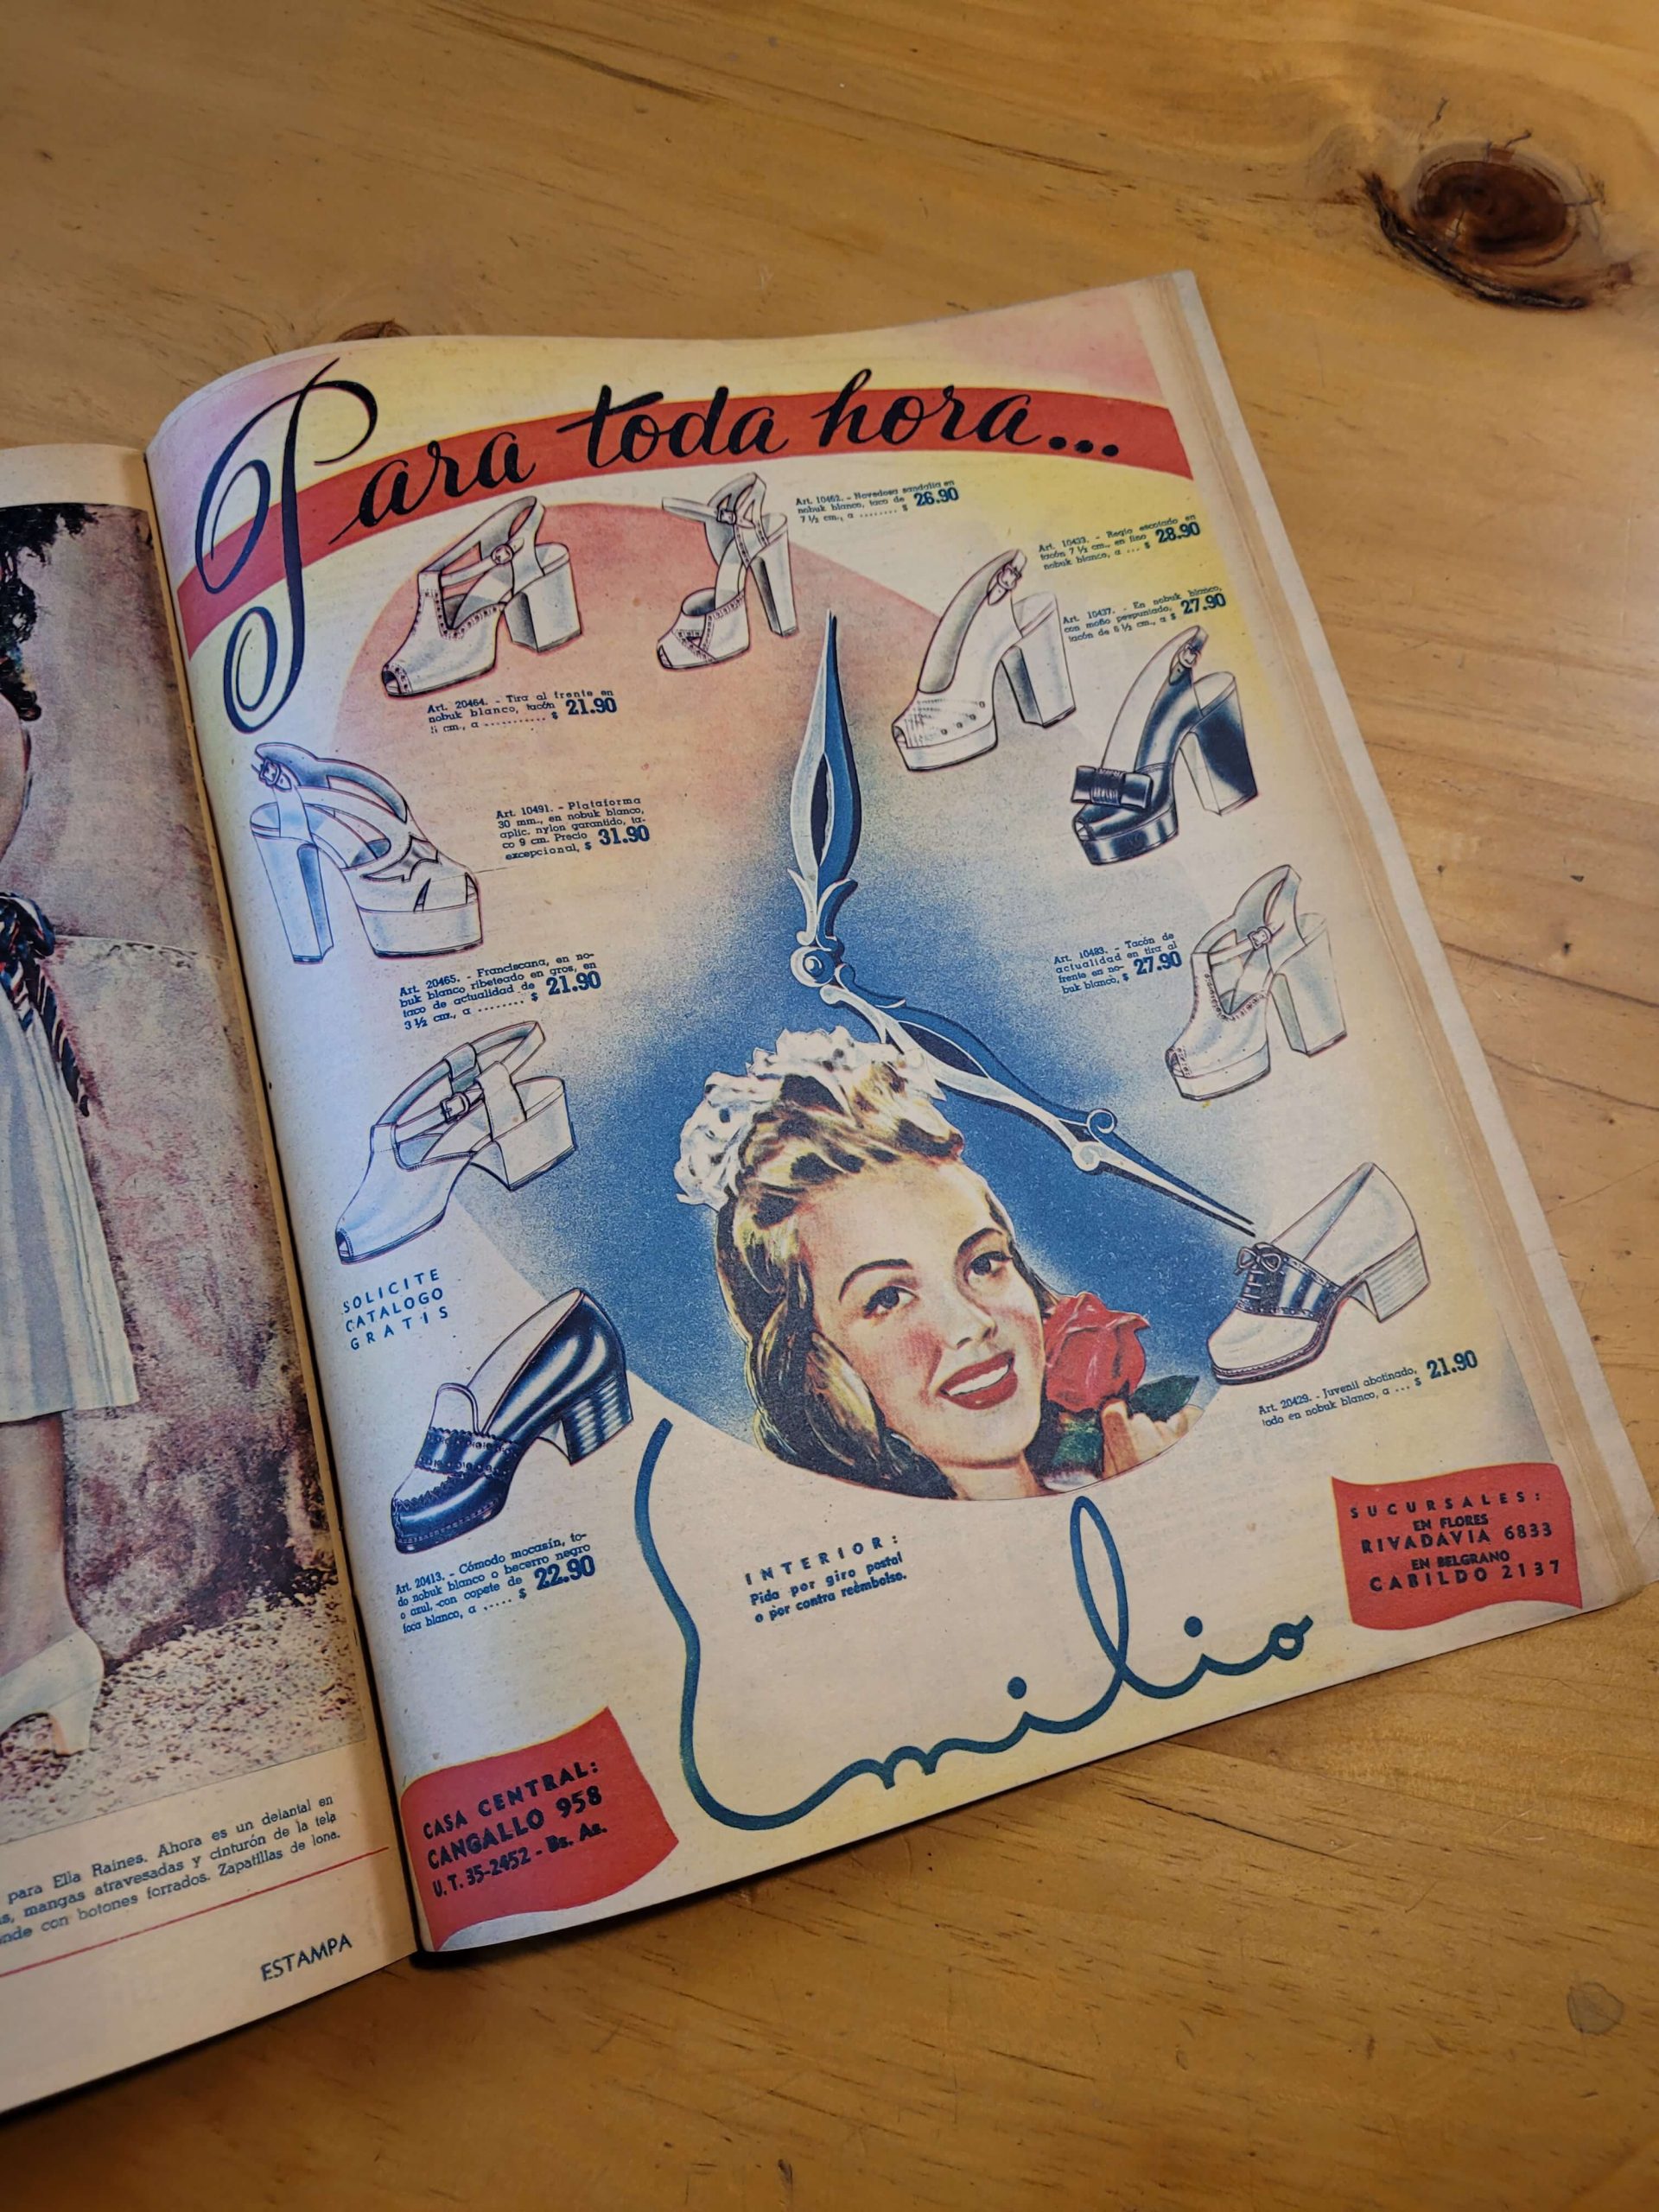 Para toda hora...
Art. 10462. - Novedosa sandalia en
nobuk blanco, taco de
7 ½ cm., a ........ $ 26.90
Art. 10433. - Regio escotado en
tacón 7 ½ cm., en fino
nobuk blanco, a ... $ 28.90
Art. 10437. - En nobuk blanco,
con moño pespuntado,
tacón de 6 ½ cm., a $ 27.90
Art. 20464. - Tira al frente en
nobuk blanco, tacón
cm., a ........... $ 21.90
Art. 10491. - Plataforma
30 mm., en nobuk blanco,
aplic. nylon garantido, ta-
co 9 cm. Precio
excepcional, $ 31.90
Art. 20465. - Franciscana, en no-
buk blanco ribeteado en gros, en
taco de actualidad de
3 ½ cm., a ........ $ 21.90
Art. 10483. - Tacón de
actualidad en tira al
frente en no-
buk blanco, $ 27.90
SOLICITE
CATALOGO
GRATIS
Art. 20429. - Juvenil abotinado,
todo en nobuk blanco, a ... $ 21.90
Art. 20413. - Cómodo mocasín, to-
do nobuk blanco o becerro negro
o azul, con copete de
foca blanco, a ..... $ 22.90
INTERIOR:
Pida por giro postal
o por contra reembolso.
Emilio
SUCURSALES:
EN FLORES
RIVADAVIA 6833
EN BELGRANO
CABILDO 2137
CASA CENTRAL:
CANGALLO 958
U. T. 35-2452 - Bs. As.
para Ella Raines. Ahora es un delantal en
mangas atravesadas y cinturón de la tela
con botones forrados. Zapatillas de lona.
ESTAMPA